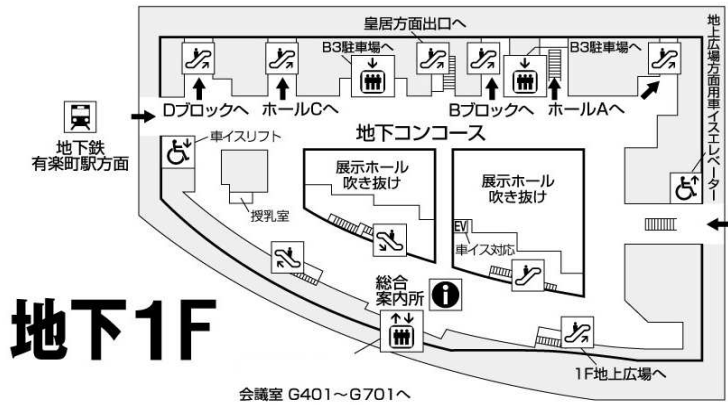 皇居方面出口へ
B3駐車場へ
B3駐車場へ
地上広場方面用車イスエレベーター
Dブロックへ
ホールCへ
Bブロックへ
ホールAへ
地下鉄
有楽町駅方面
車イスリフト
地下コンコース
展示ホール
吹き抜け
展示ホール
吹き抜け
授乳室
EV
車イス対応
総合
案内所
地下1F
1F地上広場へ
会議室 G401～G701へ